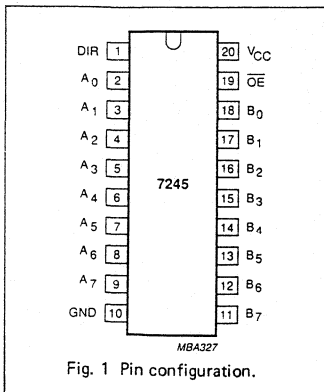 DIR 1 20 VCC
A0 2 19 OE
A1 3 18 B0
A2 4 17 B1
A3 5 16 B2
A4 6 7245 15 B3
A5 7 14 B4
A6 8 13 B5
A7 9 12 B6
GND 10 11 B7
MBA327
Fig. 1 Pin configuration.